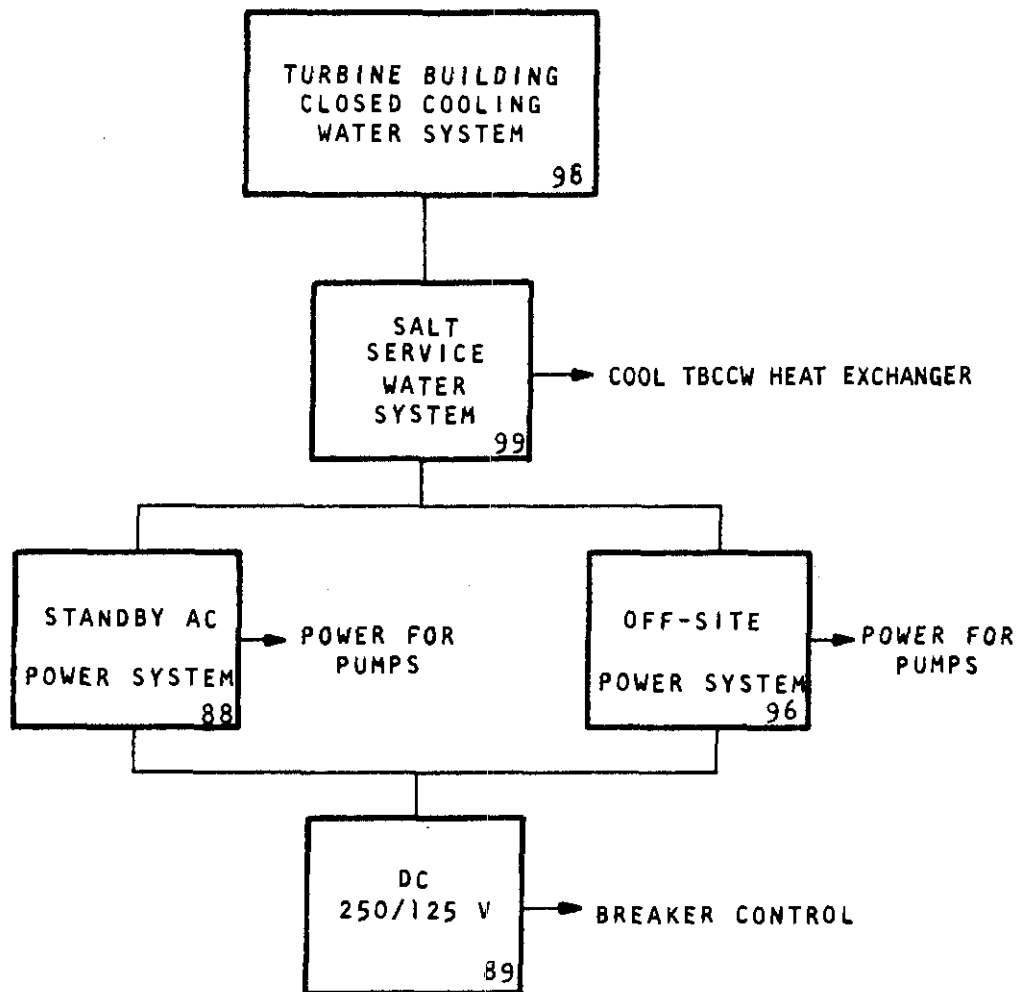 TURBINE BUILDING
CLOSED COOLING
WATER SYSTEM
98
SALT
SERVICE
WATER
SYSTEM
99
COOL TBCCW HEAT EXCHANGER
STANDBY AC
POWER SYSTEM
88
POWER FOR
PUMPS
OFF-SITE
POWER SYSTEM
96
POWER FOR
PUMPS
DC
250/125 V
89
BREAKER CONTROL